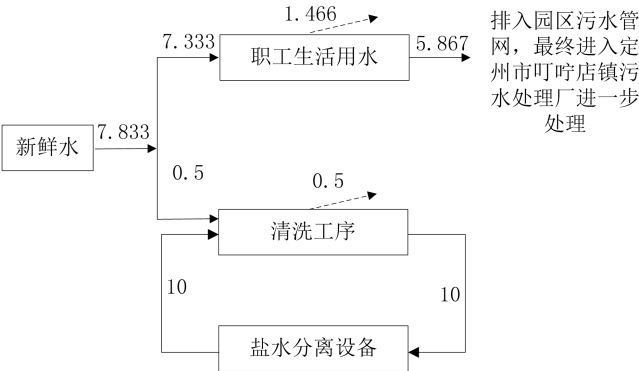 1.466
7.333
职工生活用水
5.867
排入园区污水管
网，最终进入定
州市叮咛店镇污
水处理厂进一步
处理
新鲜水
7.833
0.5
0.5
清洗工序
10
10
盐水分离设备